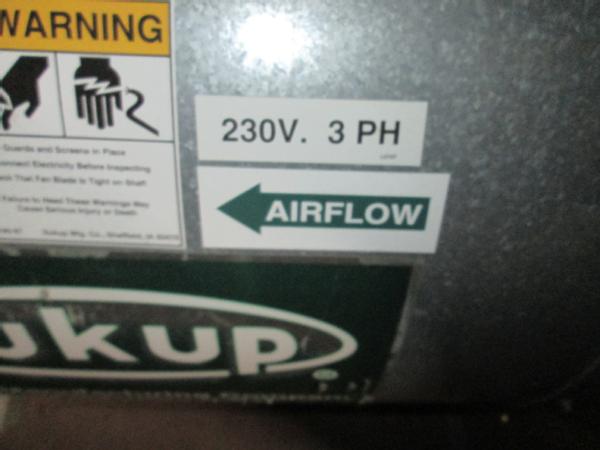 WARNING
Guards and Screens in Place
Electricity Before Inspecting
That Fan Blade Is Tight on Shaft
Failure to Heed These Warnings May
Cause Serious Injury or Death
230V. 3 PH
AIRFLOW
ukup